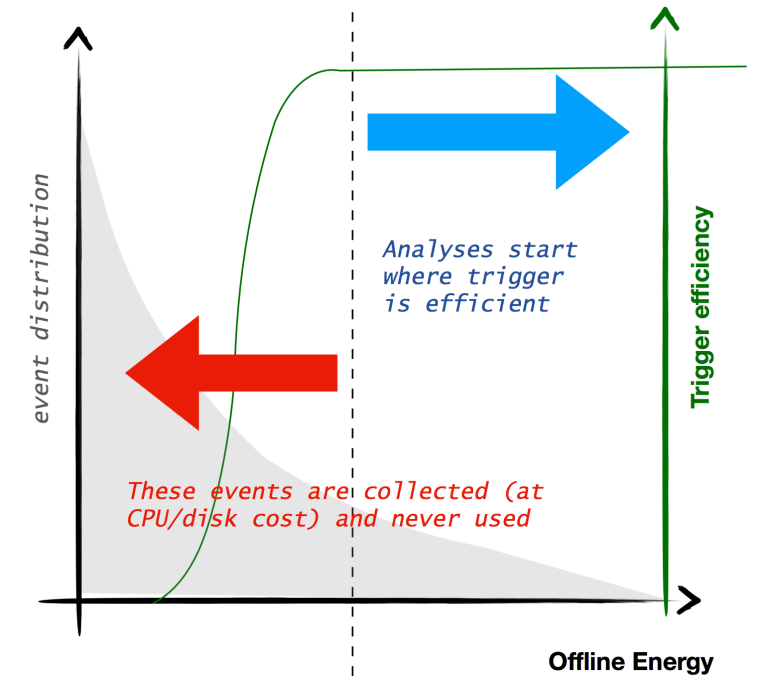 event distribution
Analyses start
where trigger
is efficient
Trigger efficiency
These events are collected (at
CPU/disk cost) and never used
Offline Energy